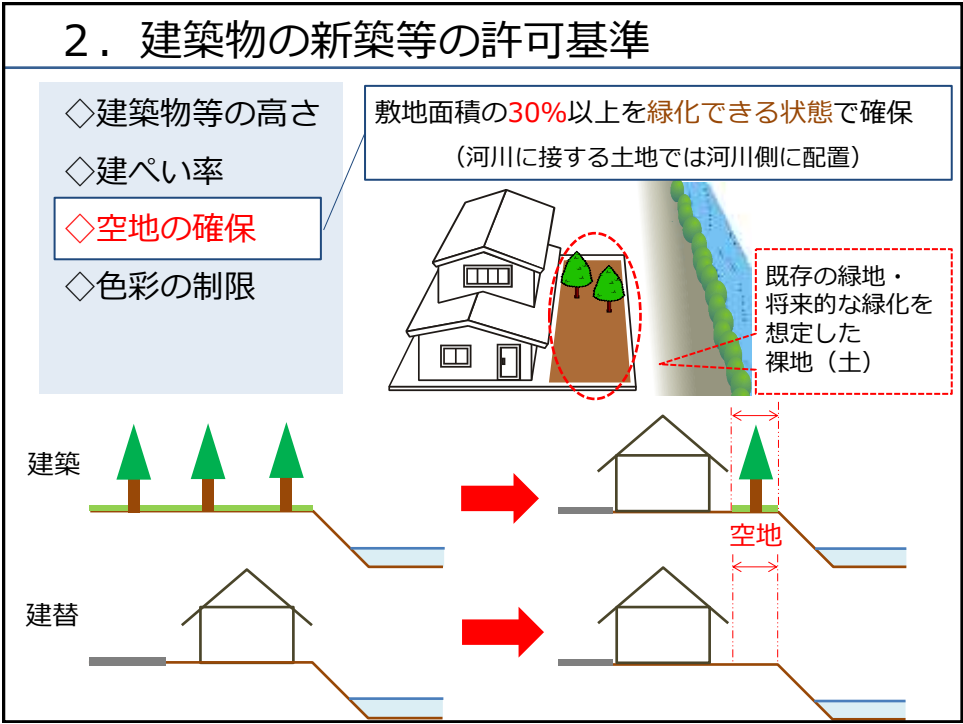 ２．建築物の新築等の許可基準
◇建築物等の高さ
◇建ぺい率
◇空地の確保
◇色彩の制限
敷地面積の30%以上を緑化できる状態で確保
（河川に接する土地では河川側に配置）
既存の緑地・
将来的な緑化を
想定した
裸地（土）
建築
空地
建替